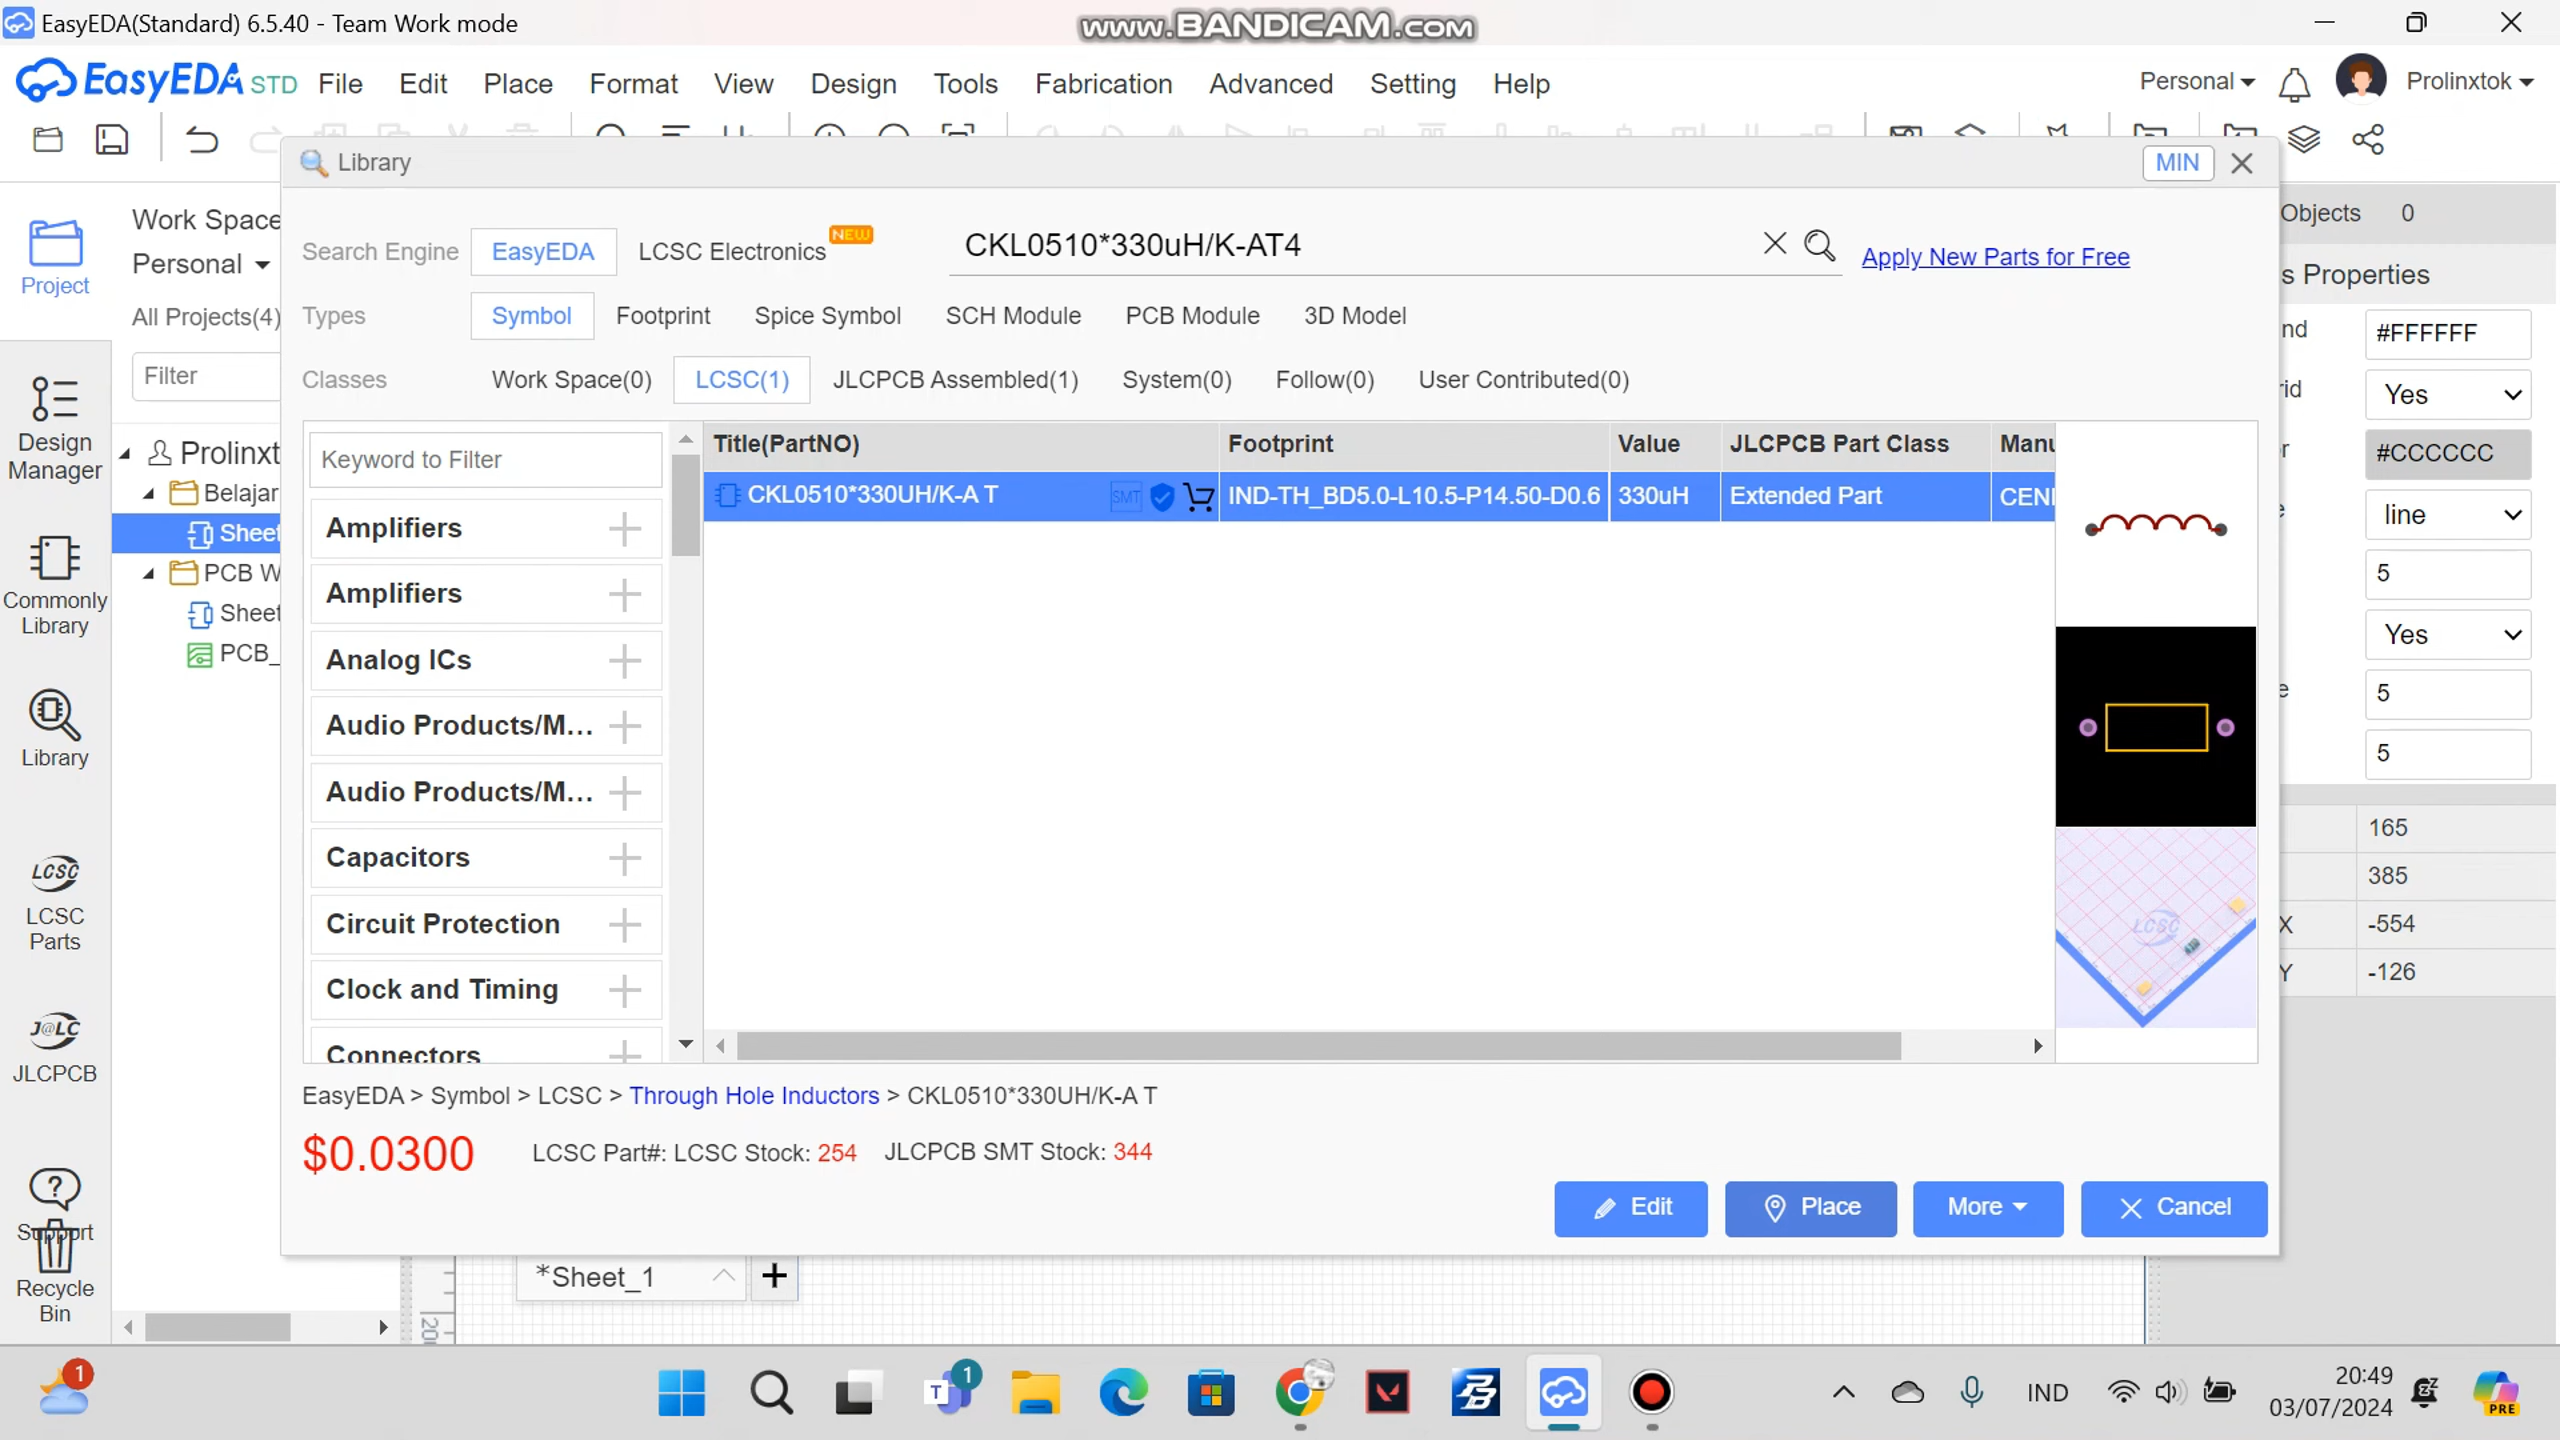 EasyEDA(Standard) 6.5.40 - Team Work mode
www.BANDICAM.com
EasyEDA STD File Edit Place Format View Design Tools Fabrication Advanced Setting Help
Personal Prolinxtok
Library MIN
Project
Design Manager
Commonly Library
Library
LCSC
LCSC Parts
J@LC
JLCPCB
Support
Recycle Bin
Work Space
Personal
All Projects(4)
Filter
Prolinxt
Belajar
Sheet
PCB W
Sheet
PCB_
Search Engine EasyEDA LCSC Electronics NEW CKL0510*330uH/K-AT4 Apply New Parts for Free
Types Symbol Footprint Spice Symbol SCH Module PCB Module 3D Model
Classes Work Space(0) LCSC(1) JLCPCB Assembled(1) System(0) Follow(0) User Contributed(0)
Keyword to Filter
Amplifiers
Amplifiers
Analog ICs
Audio Products/M...
Audio Products/M...
Capacitors
Circuit Protection
Clock and Timing
Connectors
Title(PartNO) Footprint Value JLCPCB Part Class Manu
CKL0510*330UH/K-A T SMT IND-TH_BD5.0-L10.5-P14.50-D0.6 330uH Extended Part CENI
LCSC
EasyEDA > Symbol > LCSC > Through Hole Inductors > CKL0510*330UH/K-A T
$0.0300 LCSC Part#: LCSC Stock: 254 JLCPCB SMT Stock: 344
Edit Place More Cancel
Objects 0
s Properties
nd #FFFFFF
rid Yes
r #CCCCCC
e line
5
Yes
e 5
5
165
385
X -554
Y -126
*Sheet_1
20
1
T 1
IND
20:49
03/07/2024
PRE